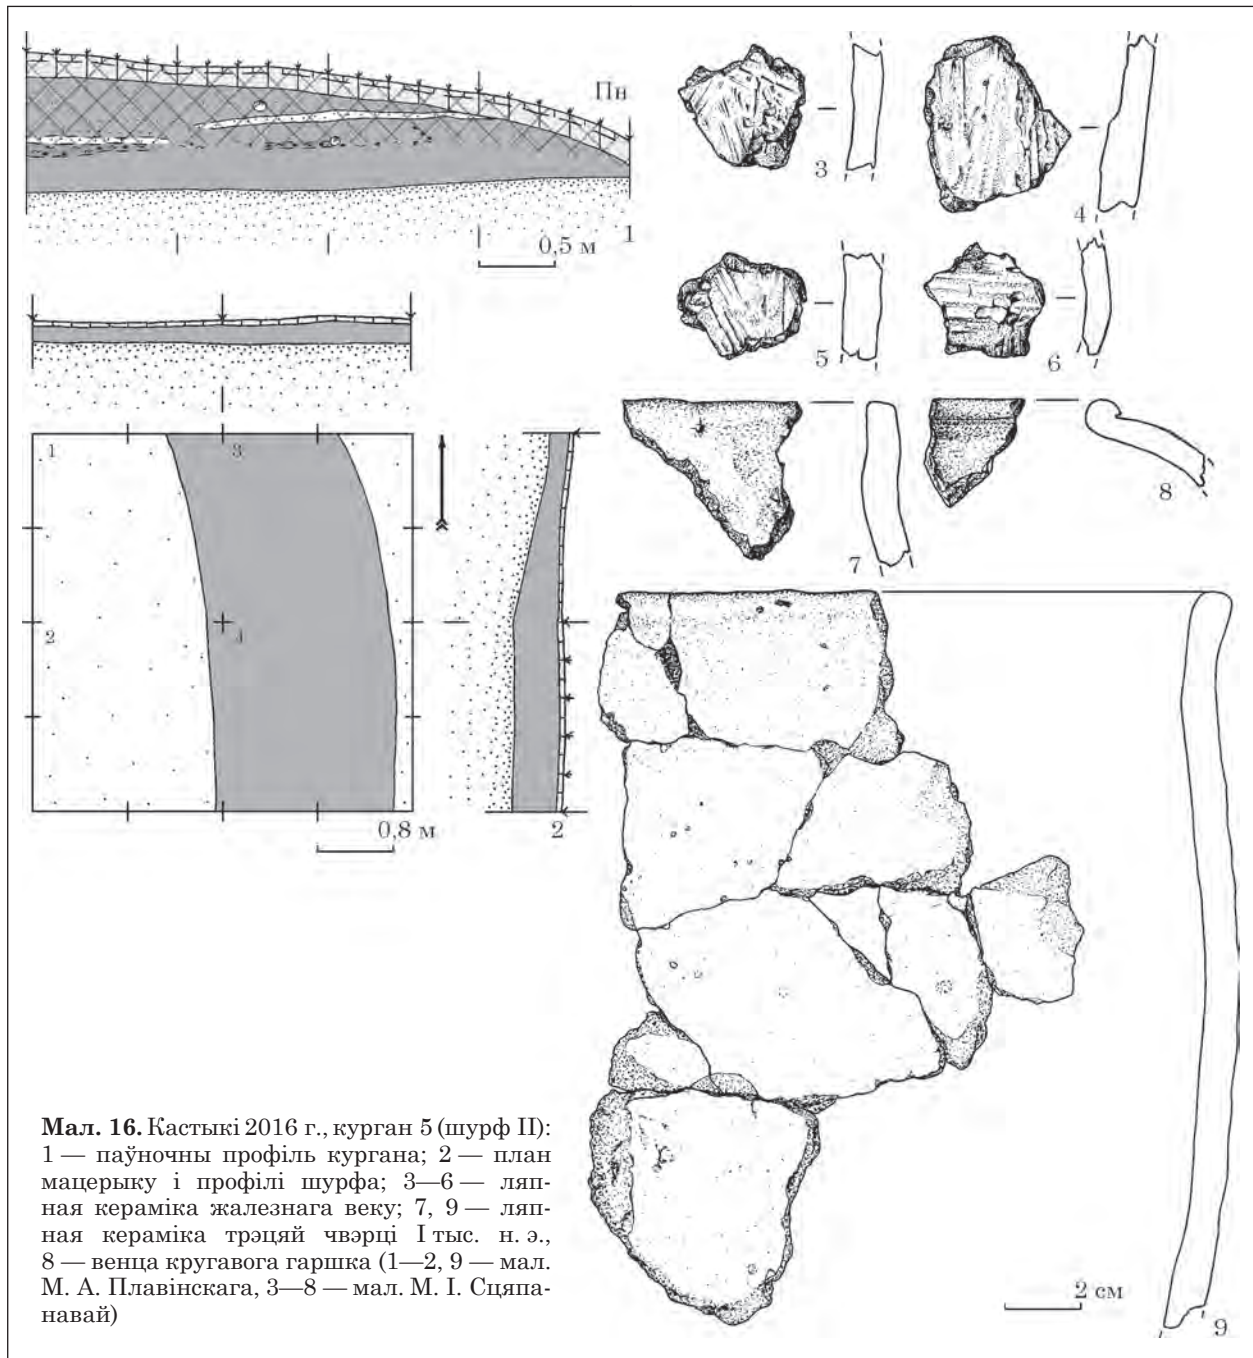 Пн
0,5 м
1
3
4
5
6
7
8
1
3
2
4
0,8 м
2
2 см
9
Мал. 16. Кастыкі 2016 г., курган 5 (шурф II):
1 — паўночны профіль кургана; 2 — план
мацерыку і профілі шурфа; 3—6 — ляп-
ная кераміка жалезнага веку; 7, 9 — ляп-
ная кераміка трэцяй чвэрці I тыс. н. э.,
8 — венца кругавога гаршка (1—2, 9 — мал.
М. А. Плавінскага, 3—8 — мал. М. І. Сцяпа-
навай)